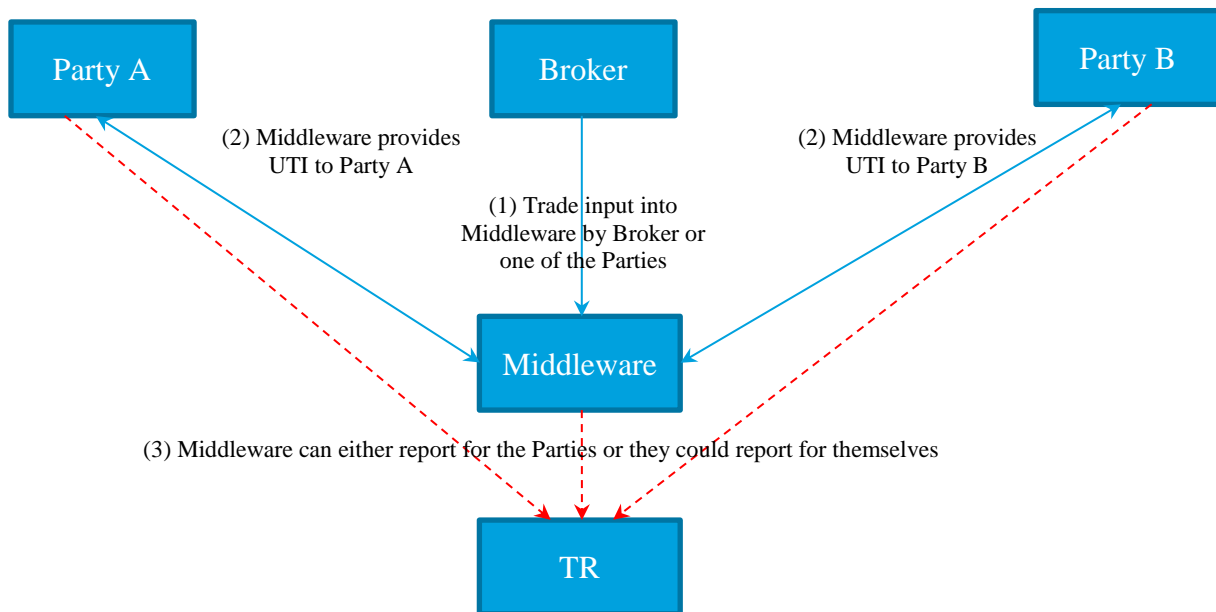 Party A
Broker
Party B
(2) Middleware provides
UTI to Party A
(2) Middleware provides
UTI to Party B
(1) Trade input into
Middleware by Broker or
one of the Parties
Middleware
(3) Middleware can either report for the Parties or they could report for themselves
TR